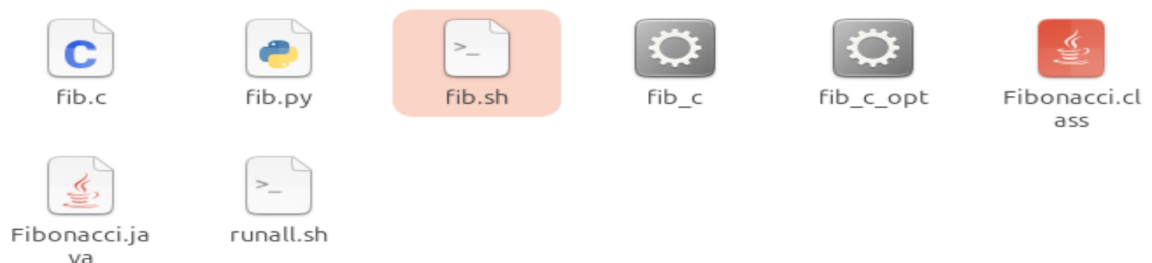 fib.c
fib.py
fib.sh
fib_c
fib_c_opt
Fibonacci.cl
ass
Fibonacci.ja
va
runall.sh